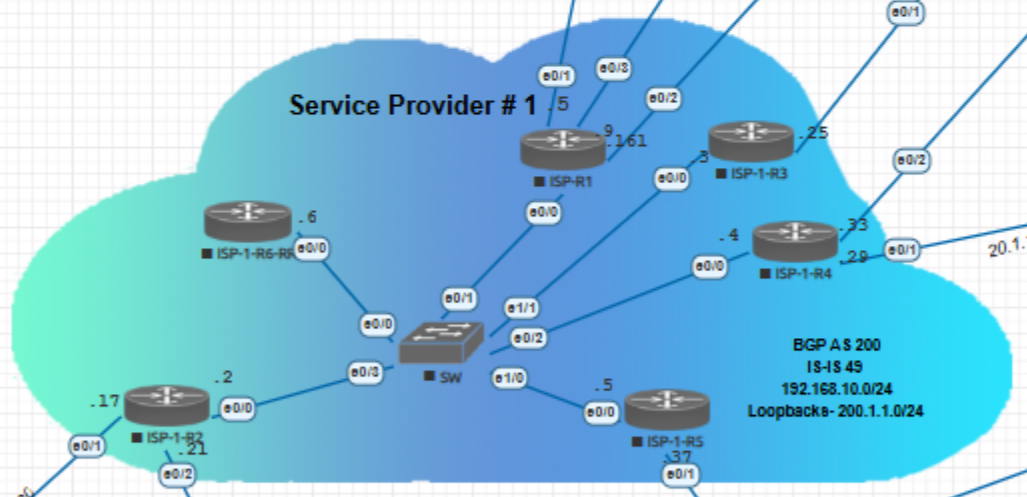 e0/1
e0/1
e0/3
e0/2
Service Provider # 1
.5
.9
.161
.25
.3
ISP-R1
e0/0
ISP-1-R3
e0/2
.6
e0/0
.33
ISP-1-R6-RR
e0/0
.4
.29
e0/1
20.1.
e0/0
ISP-1-R4
e0/1
e1/1
e0/0
e0/2
BGP AS 200
IS-IS 49
192.168.10.0/24
Loopbacks- 200.1.1.0/24
SW
e0/3
e1/0
.2
.5
.17
e0/0
e0/0
ISP-1-R2
ISP-1-R5
e0/1
.21
.37
e0/2
e0/1